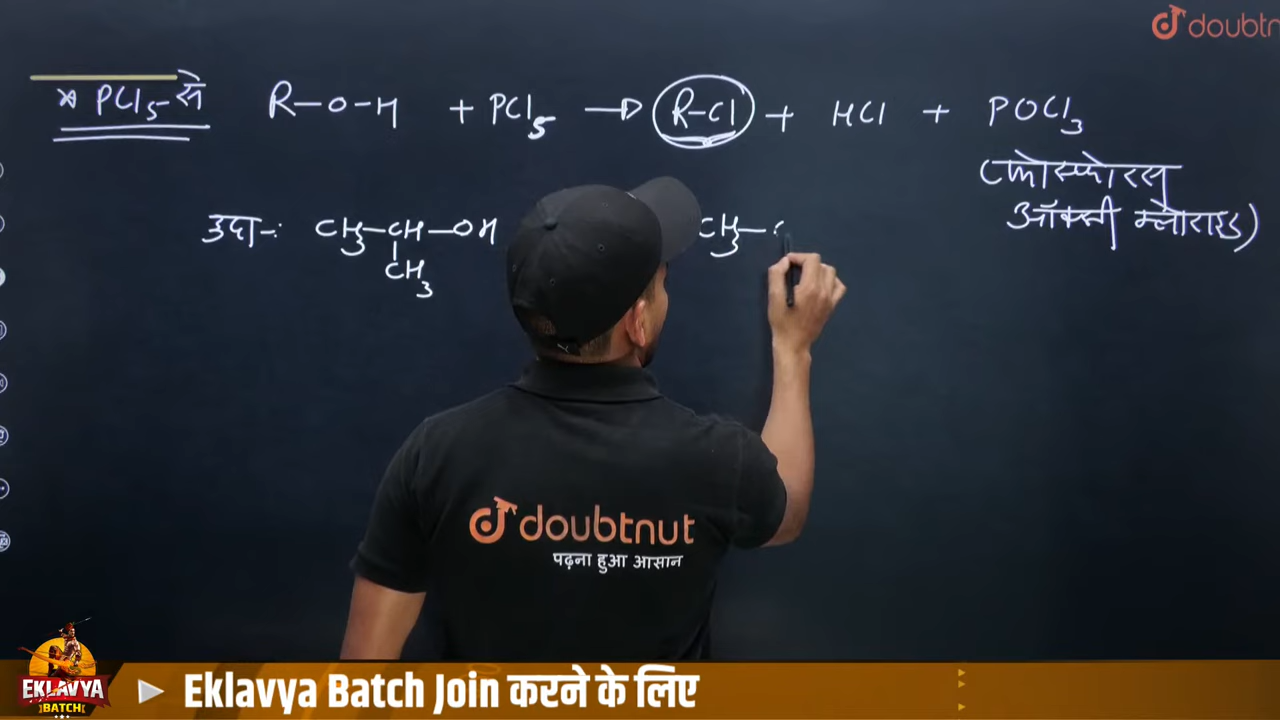 doubtn
* PCl5 से R-O-H + PCl5 → R-Cl + HCl + POCl3
(फोस्फोरस
ऑक्सी क्लोराइड)
उदा-: CH3-CH-OH CH3-
CH3
doubtnut
पढ़ना हुआ आसान
EKLAVYA
BATCH
Eklavya Batch Join करने के लिए